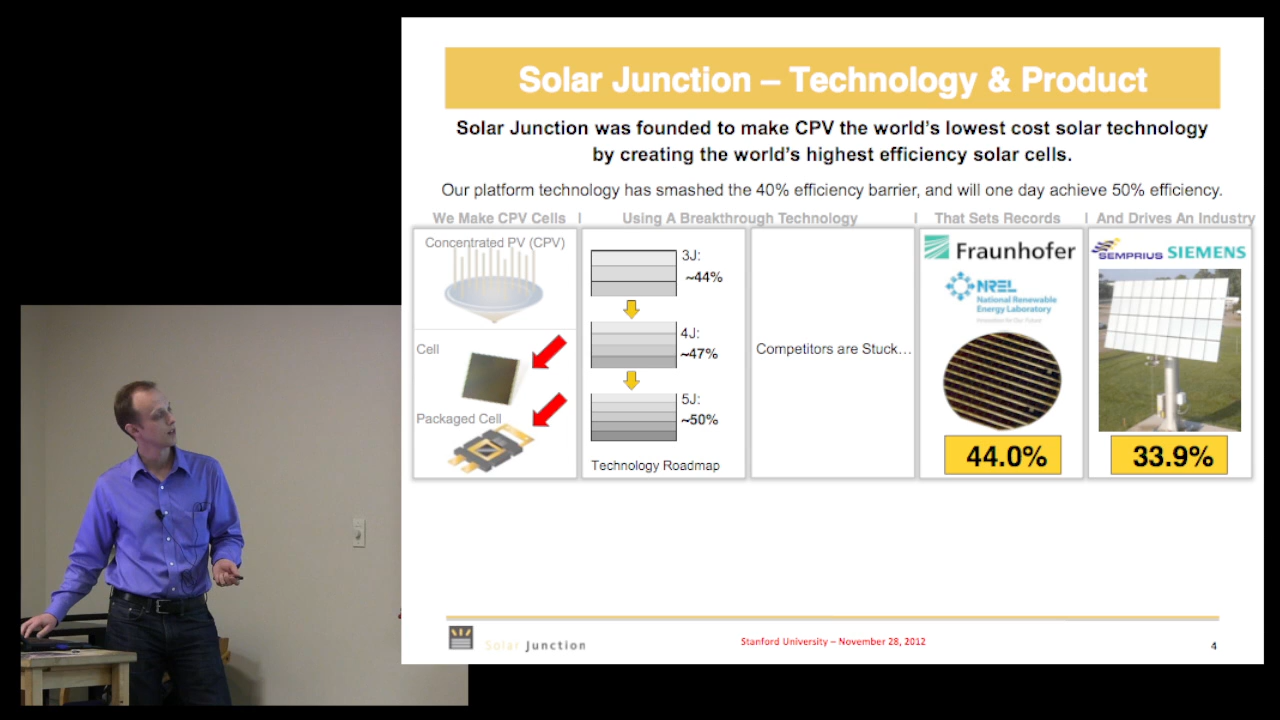 Solar Junction – Technology & Product
Solar Junction was founded to make CPV the world's lowest cost solar technology
by creating the world's highest efficiency solar cells.
Our platform technology has smashed the 40% efficiency barrier, and will one day achieve 50% efficiency.
We Make CPV Cells | Using A Breakthrough Technology | That Sets Records | And Drives An Industry
Concentrated PV (CPV)
Cell
Packaged Cell
3J:
~44%
4J:
~47%
5J:
~50%
Technology Roadmap
Competitors are Stuck...
Fraunhofer
NREL
National Renewable
Energy Laboratory
Innovation for Our Future
44.0%
SEMPRIUS SIEMENS
33.9%
Solar Junction
Stanford University – November 28, 2012
4